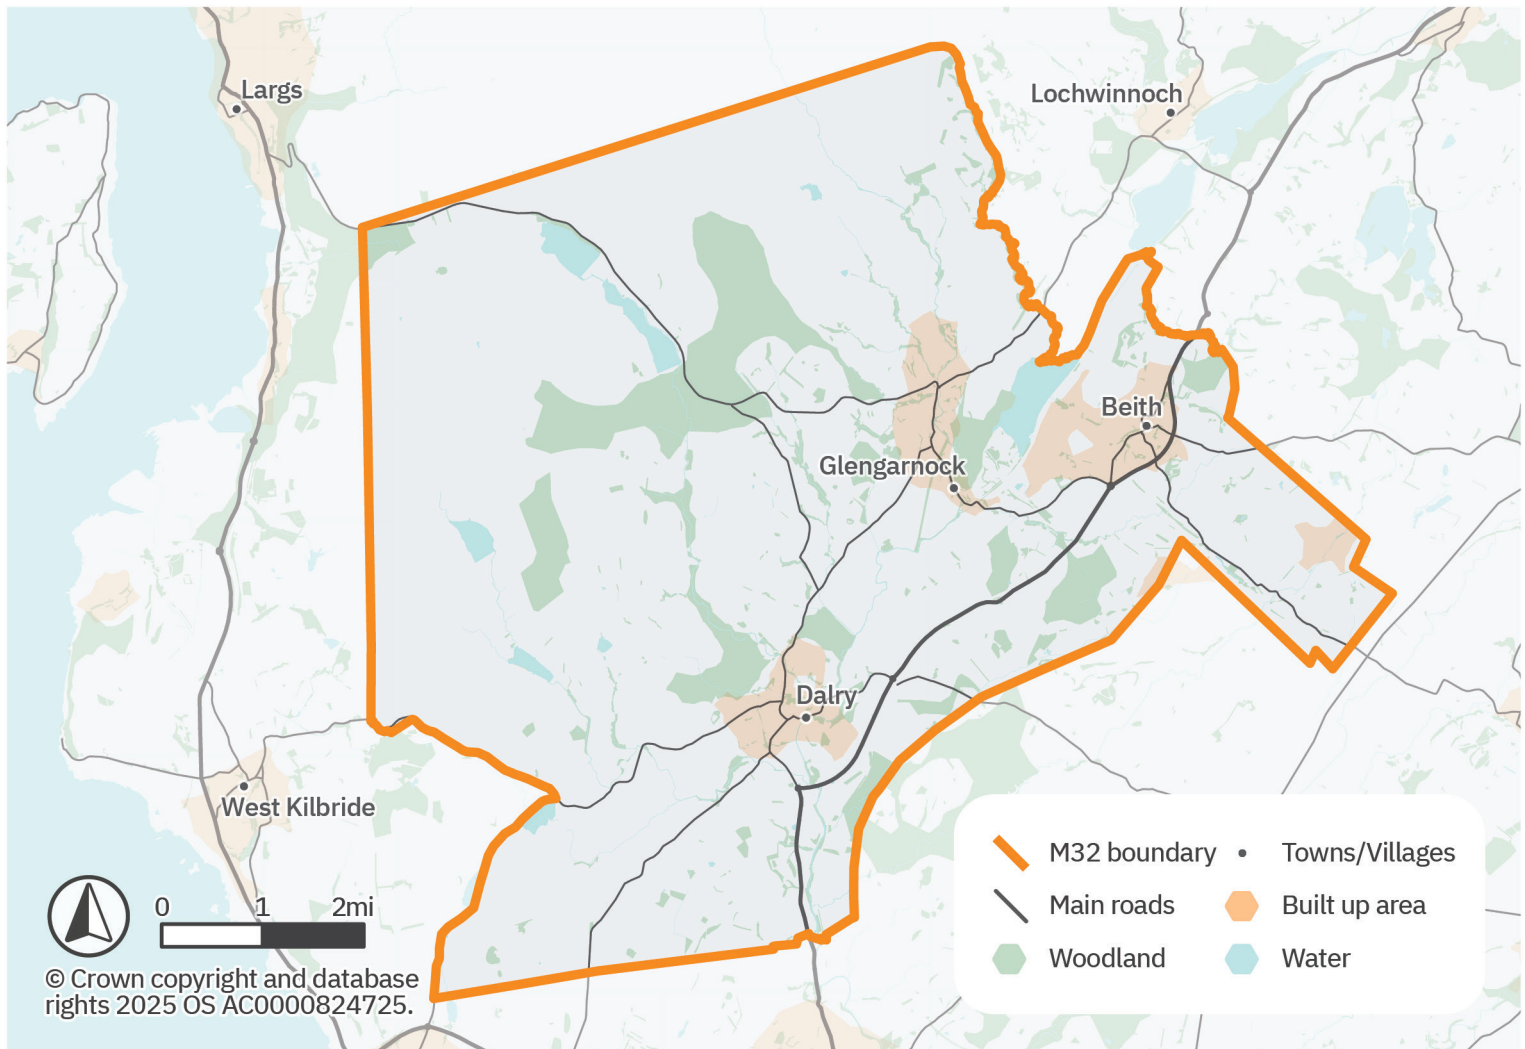 Largs
Lochwinnoch
Beith
Glengarnock
Dalry
West Kilbride
0 1 2mi
© Crown copyright and database
rights 2025 OS AC0000824725.
M32 boundary
Towns/Villages
Main roads
Built up area
Woodland
Water